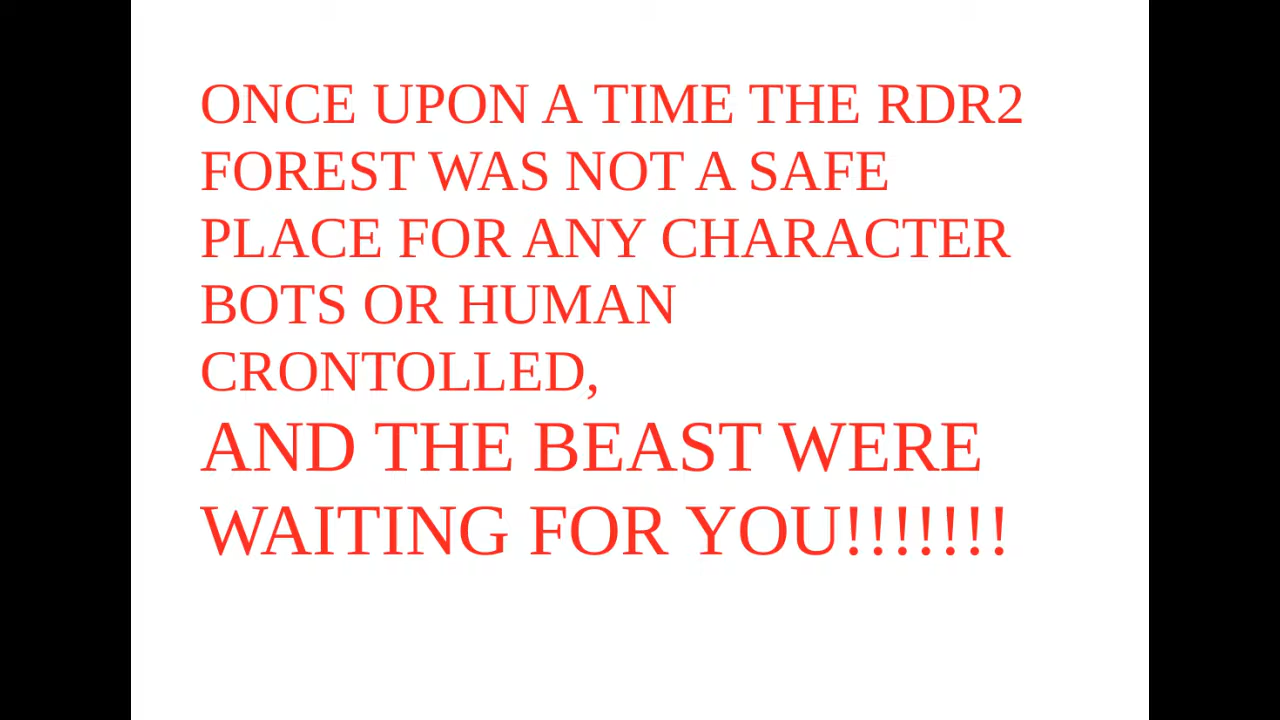 ONCE UPON A TIME THE RDR2
FOREST WAS NOT A SAFE
PLACE FOR ANY CHARACTER
BOTS OR HUMAN
CRONTOLLED,
AND THE BEAST WERE
WAITING FOR YOU!!!!!!!